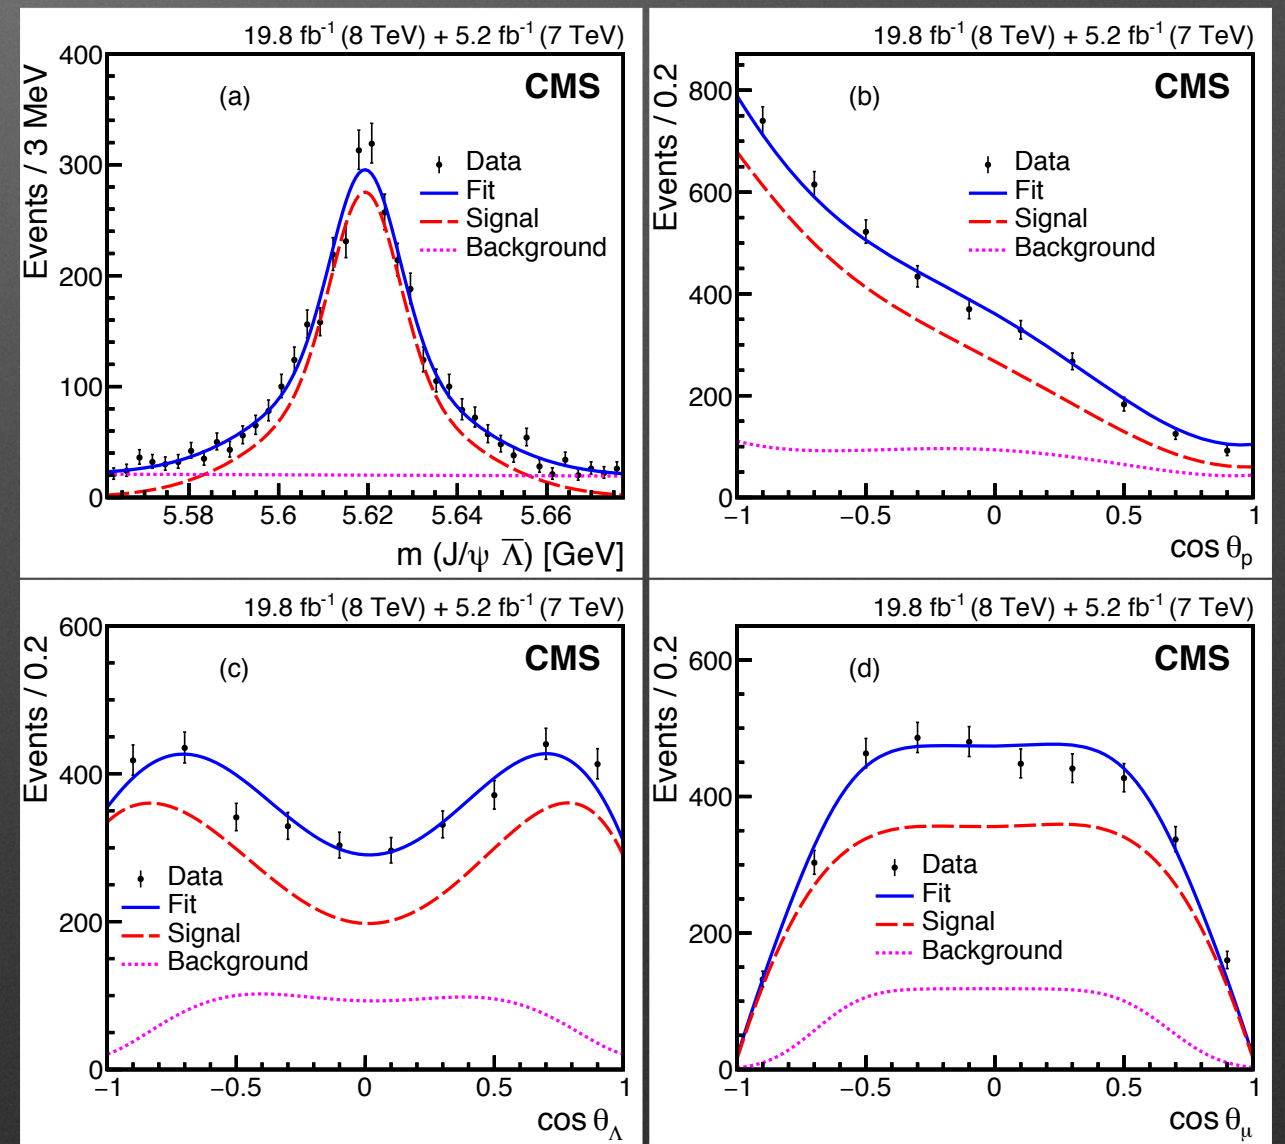 19.8 fb⁻¹ (8 TeV) + 5.2 fb⁻¹ (7 TeV)
(a)
CMS
Events / 3 MeV
400
300
200
100
0
Data
Fit
Signal
Background
5.58 5.6 5.62 5.64 5.66
m (J/ψ Λ̅) [GeV]
19.8 fb⁻¹ (8 TeV) + 5.2 fb⁻¹ (7 TeV)
(b)
CMS
Events / 0.2
800
600
400
200
0
Data
Fit
Signal
Background
−1 −0.5 0 0.5 1
cos θₚ
19.8 fb⁻¹ (8 TeV) + 5.2 fb⁻¹ (7 TeV)
(c)
CMS
Events / 0.2
600
400
200
0
Data
Fit
Signal
Background
−1 −0.5 0 0.5 1
cos θ_Λ
19.8 fb⁻¹ (8 TeV) + 5.2 fb⁻¹ (7 TeV)
(d)
CMS
Events / 0.2
600
400
200
0
Data
Fit
Signal
Background
−1 −0.5 0 0.5 1
cos θ_μ